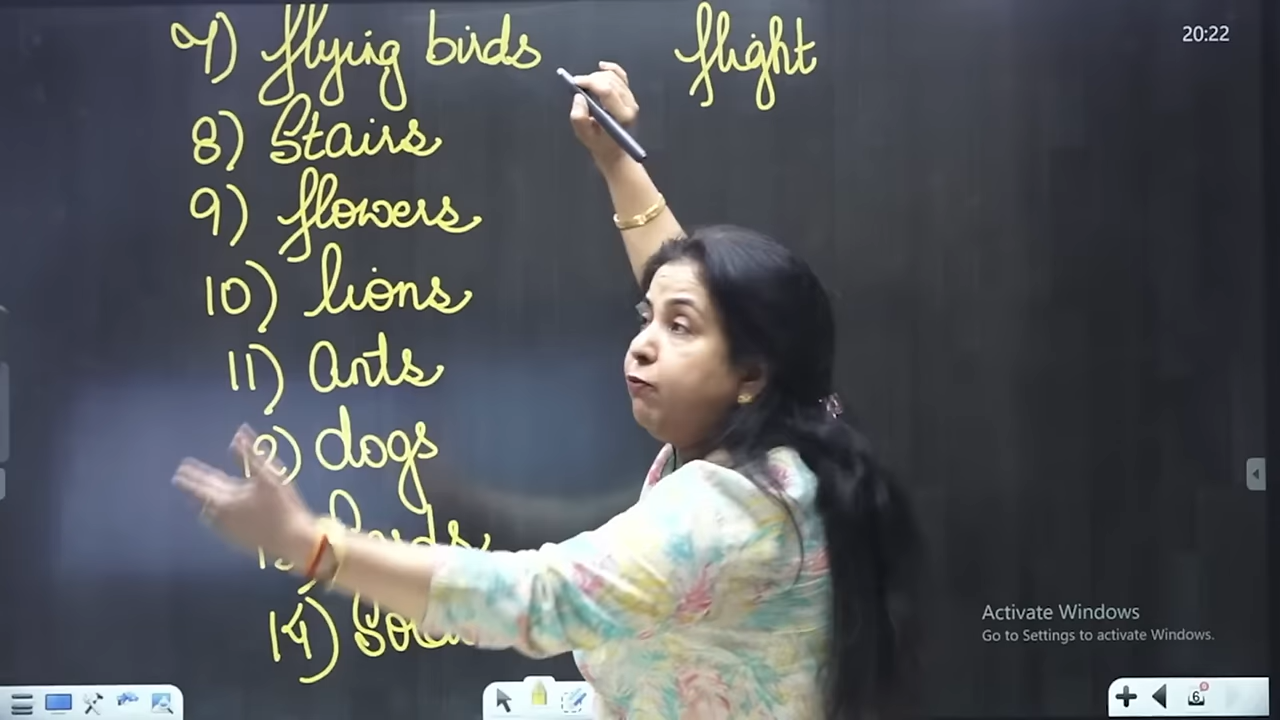 20:22
7) flying birds flight
8) Stairs
9) flowers
10) lions
11) ants
12) dogs
14)
Activate Windows
Go to Settings to activate Windows.
6